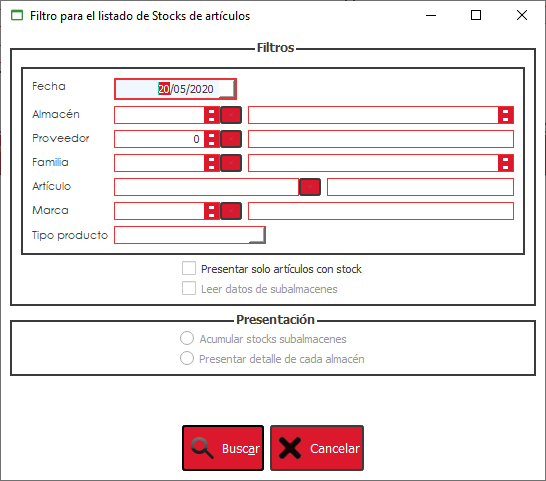 Filtro para el listado de Stocks de artículos
Filtros
Fecha 20/05/2020
Almacén
Proveedor 0
Familia
Artículo
Marca
Tipo producto
Presentar solo artículos con stock
Leer datos de subalmacenes
Presentación
Acumular stocks subalmacenes
Presentar detalle de cada almacén
Buscar Cancelar